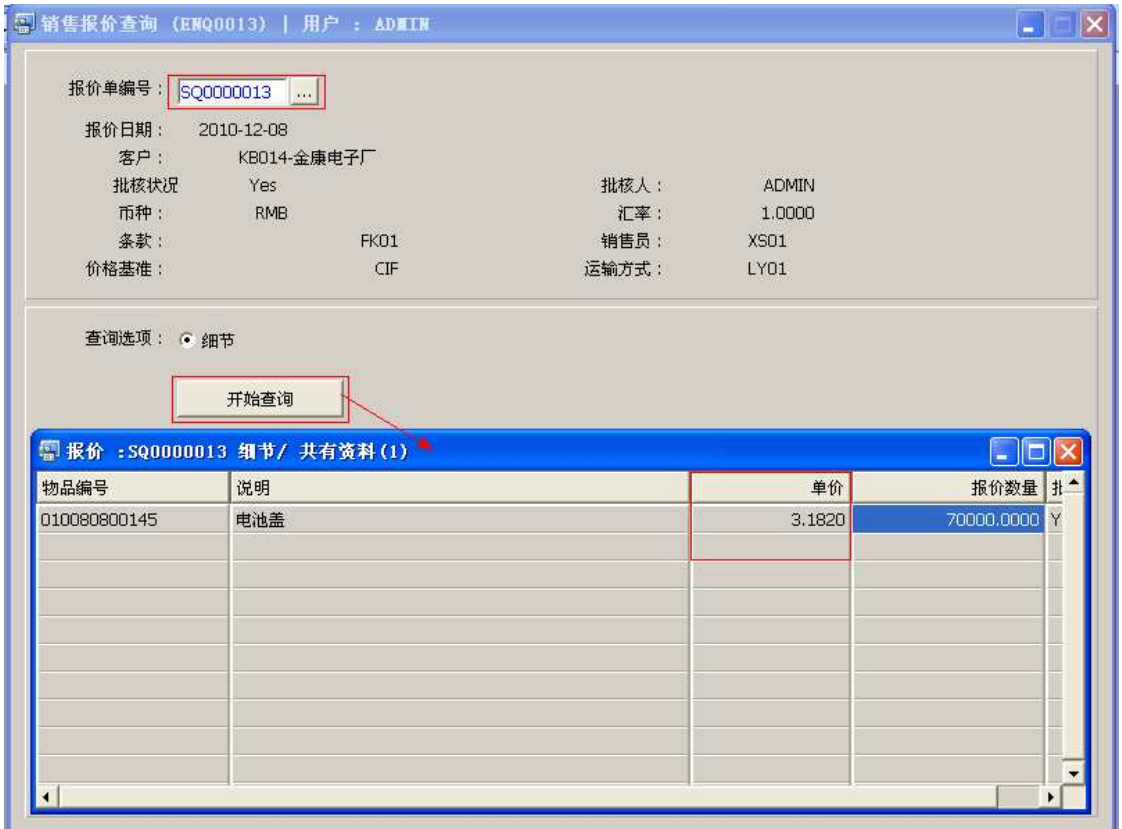 销售报价查询 (ENQ0013) | 用户 : ADMIN
报价单编号： SQ0000013 ...
报价日期： 2010-12-08
客户： KB014-金康电子厂
批核状况 Yes 批核人： ADMIN
币种： RMB 汇率： 1.0000
条款： FK01 销售员： XS01
价格基准： CIF 运输方式： LY01
查询选项： 细节
开始查询
报价 :SQ0000013 细节/ 共有资料(1)
物品编号 说明 单价 报价数量
010080800145 电池盖 3.1820 70000.0000 Y